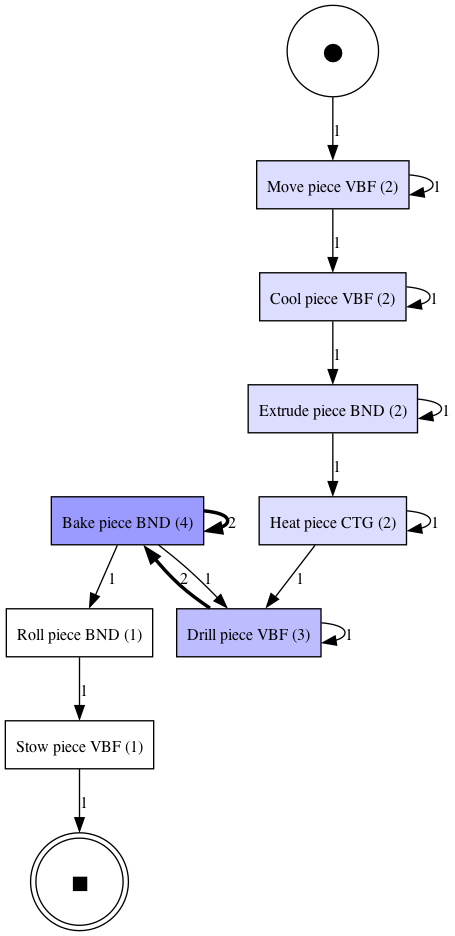 1
Move piece VBF (2)
1
1
Cool piece VBF (2)
1
1
Extrude piece BND (2)
1
1
Bake piece BND (4)
2
Heat piece CTG (2)
1
1
2
1
1
Roll piece BND (1)
Drill piece VBF (3)
1
1
Stow piece VBF (1)
1